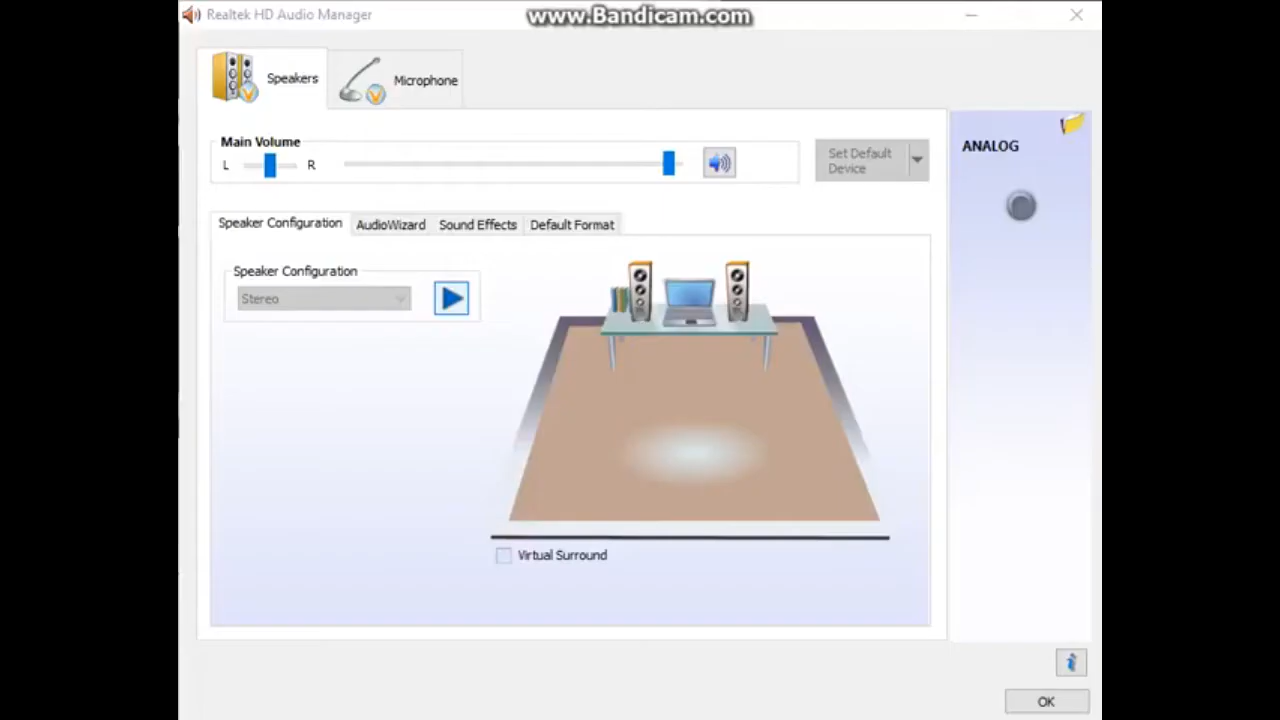 Realtek HD Audio Manager
www.Bandicam.com
Speakers
Microphone
Main Volume
L
R
Set Default
Device
ANALOG
Speaker Configuration
AudioWizard
Sound Effects
Default Format
Speaker Configuration
Stereo
Virtual Surround
OK